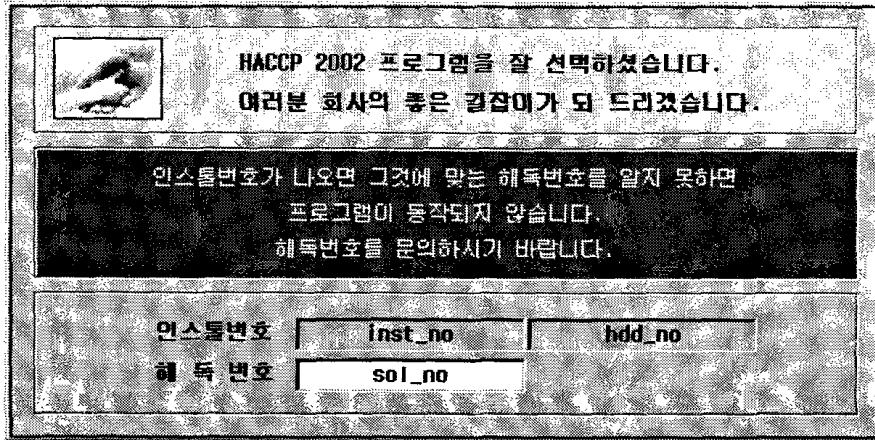 HACCP 2002 프로그램을 잘 선택하셨습니다.
여러분 회사의 좋은 길잡이가 되 드리겠습니다.
인스톨번호가 나오면 그것에 맞는 해독번호를 알지 못하면
프로그램이 동작되지 않습니다.
해독번호를 문의하시기 바랍니다.
인스톨번호 inst_no hdd_no
해 독 번호 sol_no